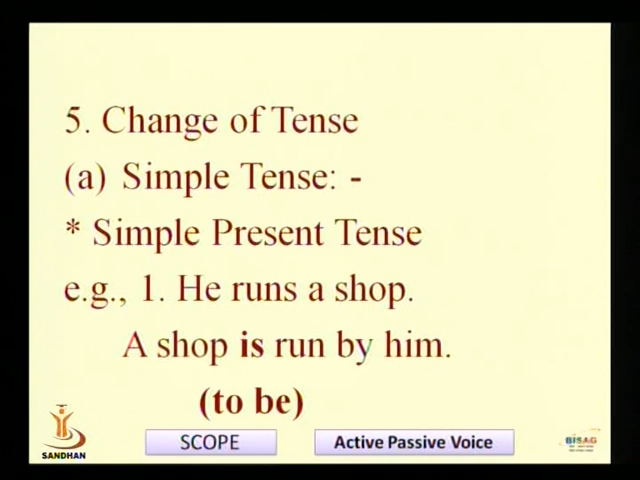 5. Change of Tense
(a) Simple Tense: -
* Simple Present Tense
e.g., 1. He runs a shop.
A shop is run by him.
(to be)
SANDHAN
SCOPE
Active Passive Voice
BISAG